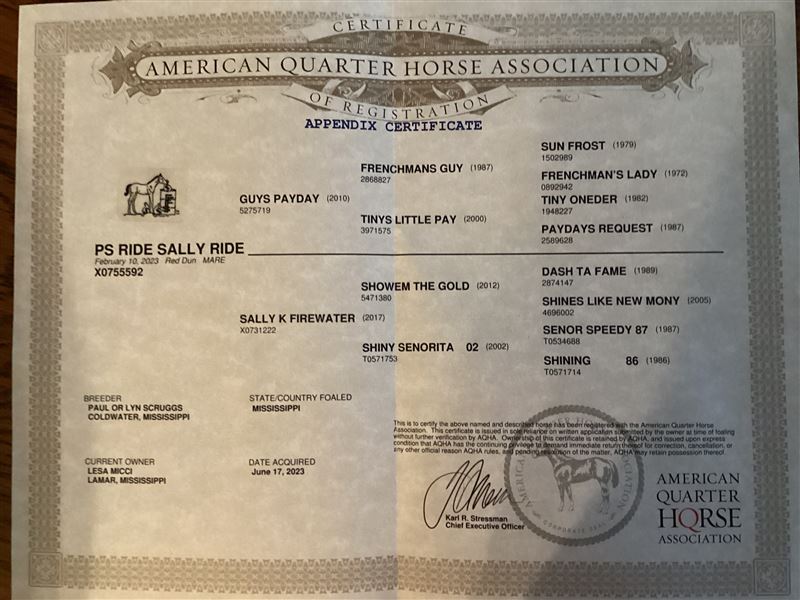 CERTIFICATE
AMERICAN QUARTER HORSE ASSOCIATION
OF REGISTRATION
APPENDIX CERTIFICATE
SUN FROST (1979)
1502989
FRENCHMANS GUY (1987)
2868827
FRENCHMAN'S LADY (1972)
0892942
GUYS PAYDAY (2010)
5275719
TINY ONEDER (1982)
1948227
TINYS LITTLE PAY (2000)
3971575
PAYDAYS REQUEST (1987)
2589628
PS RIDE SALLY RIDE
February 10, 2023 Red Dun MARE
X0755592
DASH TA FAME (1989)
2874147
SHOWEM THE GOLD (2012)
5471380
SHINES LIKE NEW MONY (2005)
4696002
SALLY K FIREWATER (2017)
X0731222
SENOR SPEEDY 87 (1987)
T0534688
SHINY SENORITA 02 (2002)
T0571753
SHINING 86 (1986)
T0571714
BREEDER
PAUL OR LYN SCRUGGS
COLDWATER, MISSISSIPPI
STATE/COUNTRY FOALED
MISSISSIPPI
This is to certify the above named and described horse has been registered with the American Quarter Horse
Association. This certificate is issued in sole reliance on written application submitted by the owner at time of foaling
without further verification by AQHA. Ownership of this certificate is retained by AQHA, and issued upon express
condition that AQHA has the continuing privilege to demand immediate return thereof for correction, cancellation, or
any other official reason AQHA rules, and pending resolution of the matter, AQHA may retain possession thereof.
CURRENT OWNER
LESA MICCI
LAMAR, MISSISSIPPI
DATE ACQUIRED
June 17, 2023
Karl R. Stressman
Chief Executive Officer
CORPORATE SEAL
AMERICAN
QUARTER
HORSE
ASSOCIATION